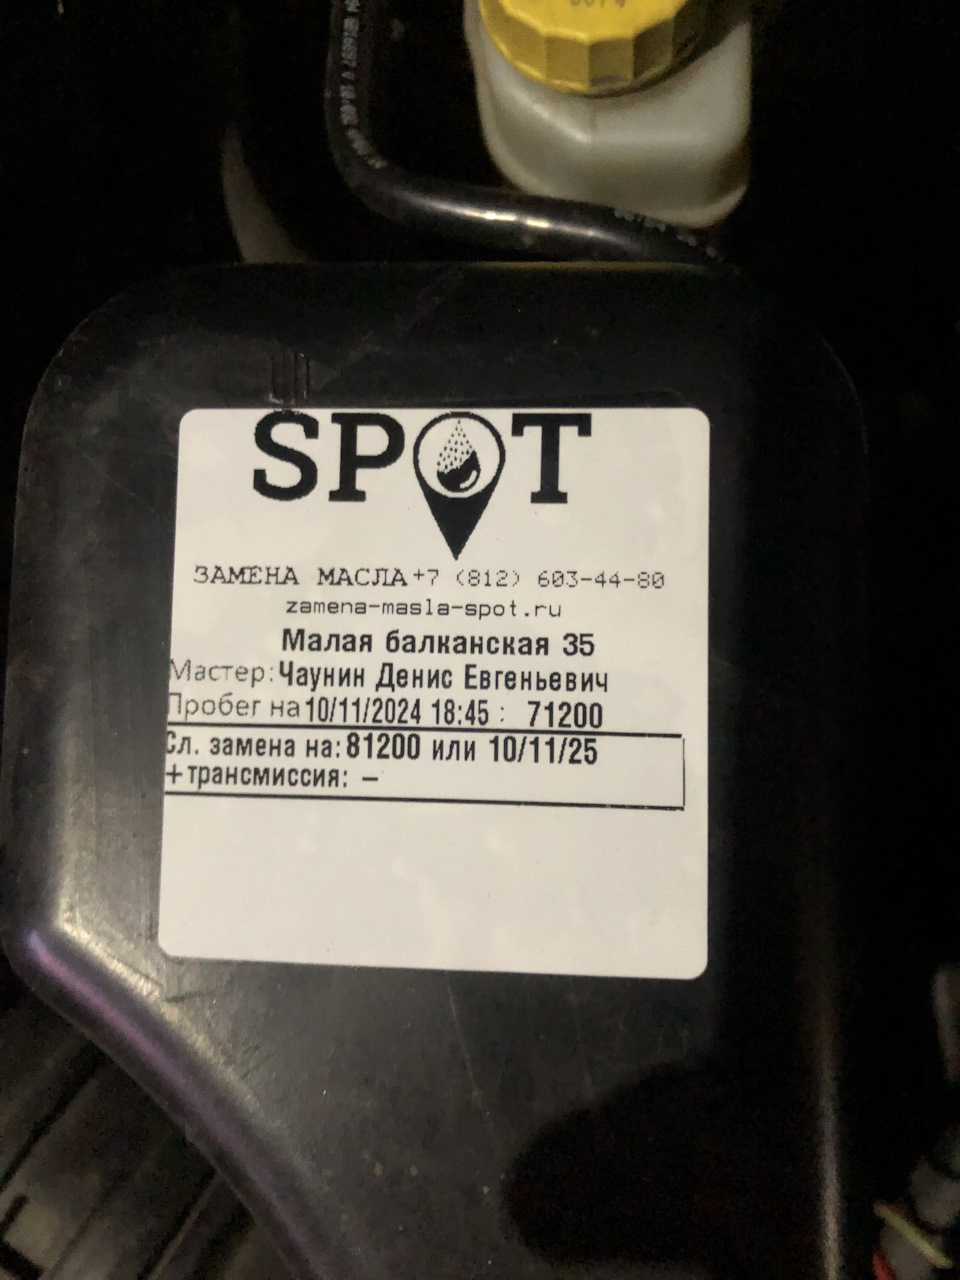 SPOT
ЗАМЕНА МАСЛА +7 (812) 603-44-80
zamena-masla-spot.ru
Малая балканская 35
Мастер: Чаунин Денис Евгеньевич
Пробег на 10/11/2024 18:45 : 71200
Сл. замена на: 81200 или 10/11/25
+трансмиссия: –